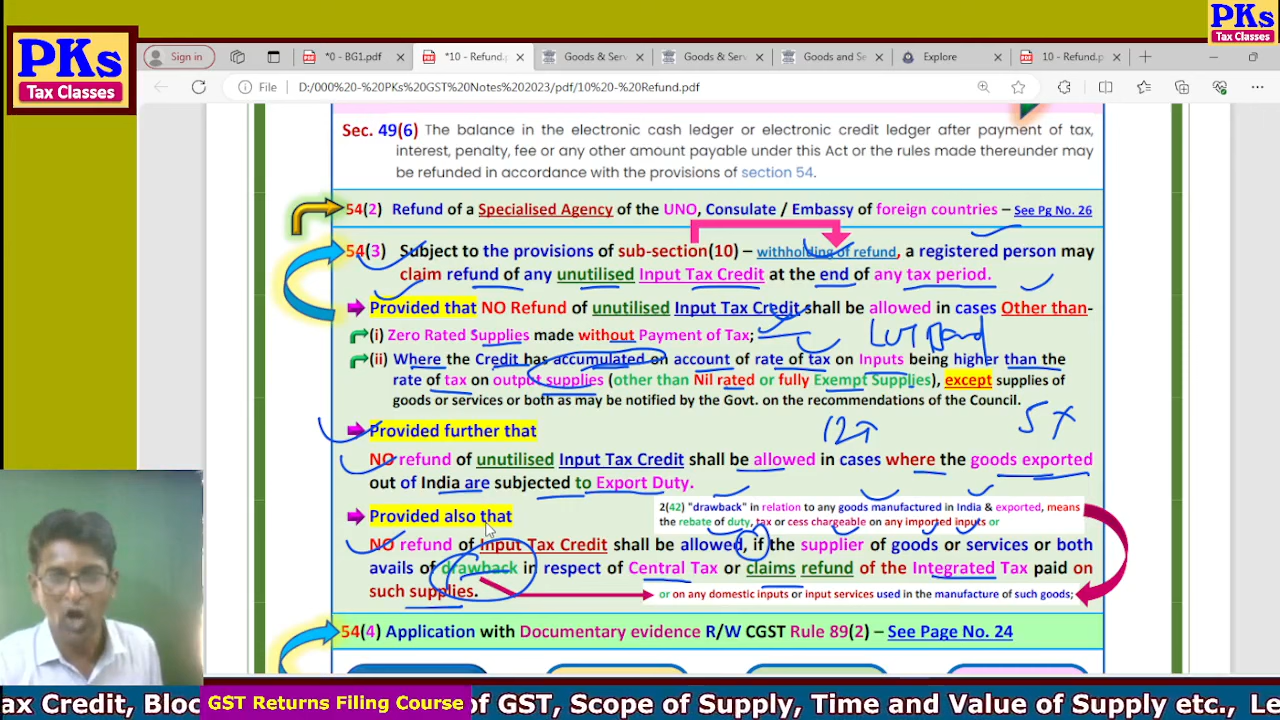 PKs
Tax Classes
PKs
Tax Classes
Sign in
*0 - BG1.pdf
*10 - Refund.p
Goods & Serv
Goods & Serv
Goods and Se
Explore
10 - Refund.p
File
D:/000%20-%20PKs%20GST%20Notes%202023/pdf/10%20-%20Refund.pdf
Sec. 49(6) The balance in the electronic cash ledger or electronic credit ledger after payment of tax,
interest, penalty, fee or any other amount payable under this Act or the rules made thereunder may
be refunded in accordance with the provisions of section 54.
54(2) Refund of a Specialised Agency of the UNO, Consulate / Embassy of foreign countries – See Pg No. 26
54(3) Subject to the provisions of sub-section(10) – withholding of refund, a registered person may
claim refund of any unutilised Input Tax Credit at the end of any tax period.
Provided that NO Refund of unutilised Input Tax Credit shall be allowed in cases Other than-
(i) Zero Rated Supplies made without Payment of Tax;
LUT Bond
(ii) Where the Credit has accumulated on account of rate of tax on Inputs being higher than the
rate of tax on output supplies (other than Nil rated or fully Exempt Supplies), except supplies of
goods or services or both as may be notified by the Govt. on the recommendations of the Council.
Provided further that
NO refund of unutilised Input Tax Credit shall be allowed in cases where the goods exported
out of India are subjected to Export Duty.
Provided also that
2(42) "drawback" in relation to any goods manufactured in India & exported, means
the rebate of duty, tax or cess chargeable on any imported inputs or
NO refund of Input Tax Credit shall be allowed, if the supplier of goods or services or both
avails of drawback in respect of Central Tax or claims refund of the Integrated Tax paid on
such supplies.
or on any domestic inputs or input services used in the manufacture of such goods;
54(4) Application with Documentary evidence R/W CGST Rule 89(2) – See Page No. 24
ax Credit, Bloc
GST Returns Filing Course
of GST, Scope of Supply, Time and Value of Supply etc., Le